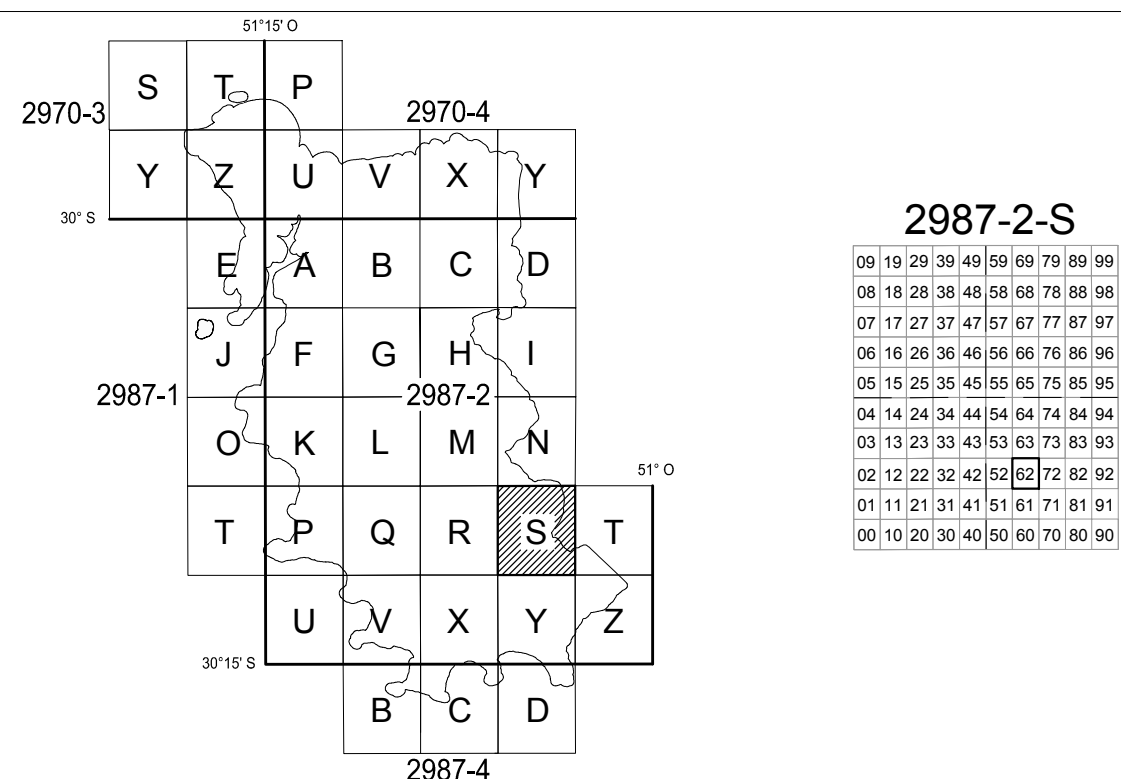 51°15' O
S T P
2970-3 2970-4
Y Z U V X Y
30° S
E A B C D
J F G H I
2987-1 2987-2
O K L M N
51° O
T P Q R S T
U V X Y Z
30°15' S
B C D
2987-4
2987-2-S
09 19 29 39 49 59 69 79 89 99
08 18 28 38 48 58 68 78 88 98
07 17 27 37 47 57 67 77 87 97
06 16 26 36 46 56 66 76 86 96
05 15 25 35 45 55 65 75 85 95
04 14 24 34 44 54 64 74 84 94
03 13 23 33 43 53 63 73 83 93
02 12 22 32 42 52 62 72 82 92
01 11 21 31 41 51 61 71 81 91
00 10 20 30 40 50 60 70 80 90